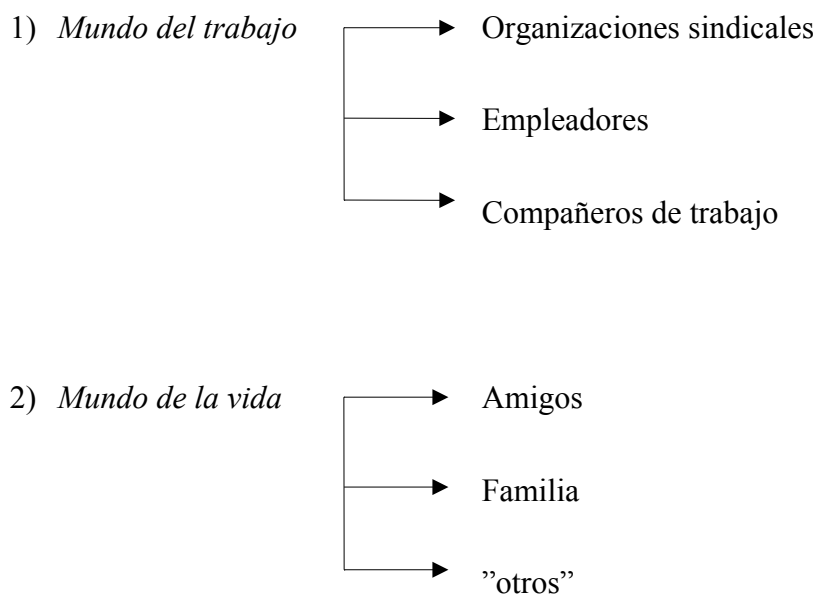 1) Mundo del trabajo Organizaciones sindicales
Empleadores
Compañeros de trabajo
2) Mundo de la vida Amigos
Familia
”otros”